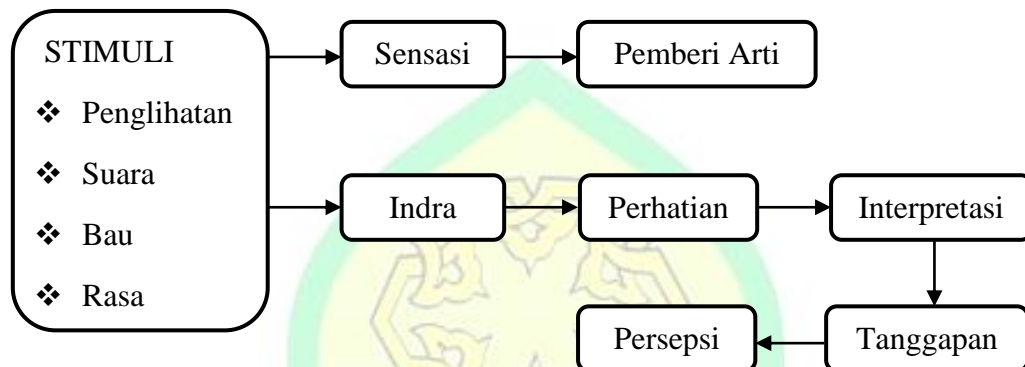 STIMULI
❖ Penglihatan
❖ Suara
❖ Bau
❖ Rasa
Sensasi
Pemberi Arti
Indra
Perhatian
Interpretasi
Persepsi
Tanggapan